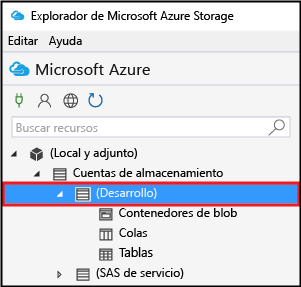 Explorador de Microsoft Azure Storage
Editar Ayuda
Microsoft Azure
Buscar recursos
(Local y adjunto)
Cuentas de almacenamiento
(Desarrollo)
Contenedores de blob
Colas
Tablas
(SAS de servicio)